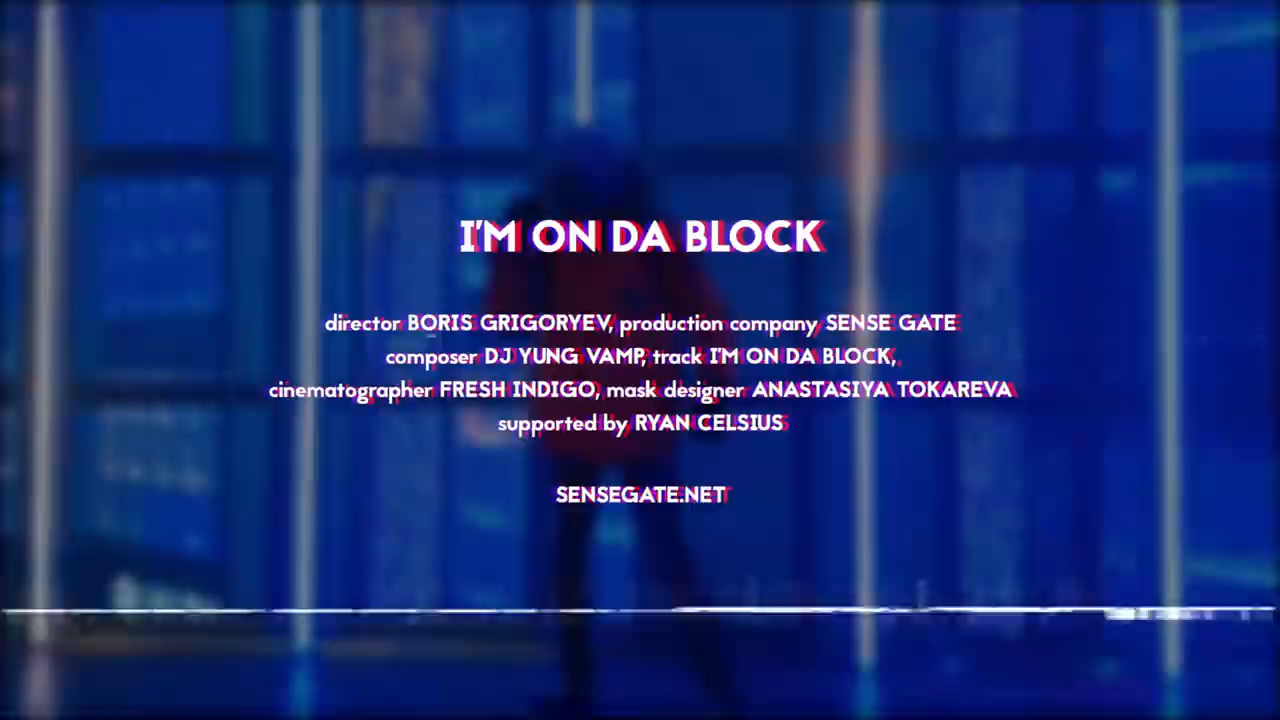 I'M ON DA BLOCK
director BORIS GRIGORYEV, production company SENSE GATE
composer DJ YUNG VAMP, track I'M ON DA BLOCK,
cinematographer FRESH INDIGO, mask designer ANASTASIYA TOKAREVA
supported by RYAN CELSIUS
SENSEGATE.NET